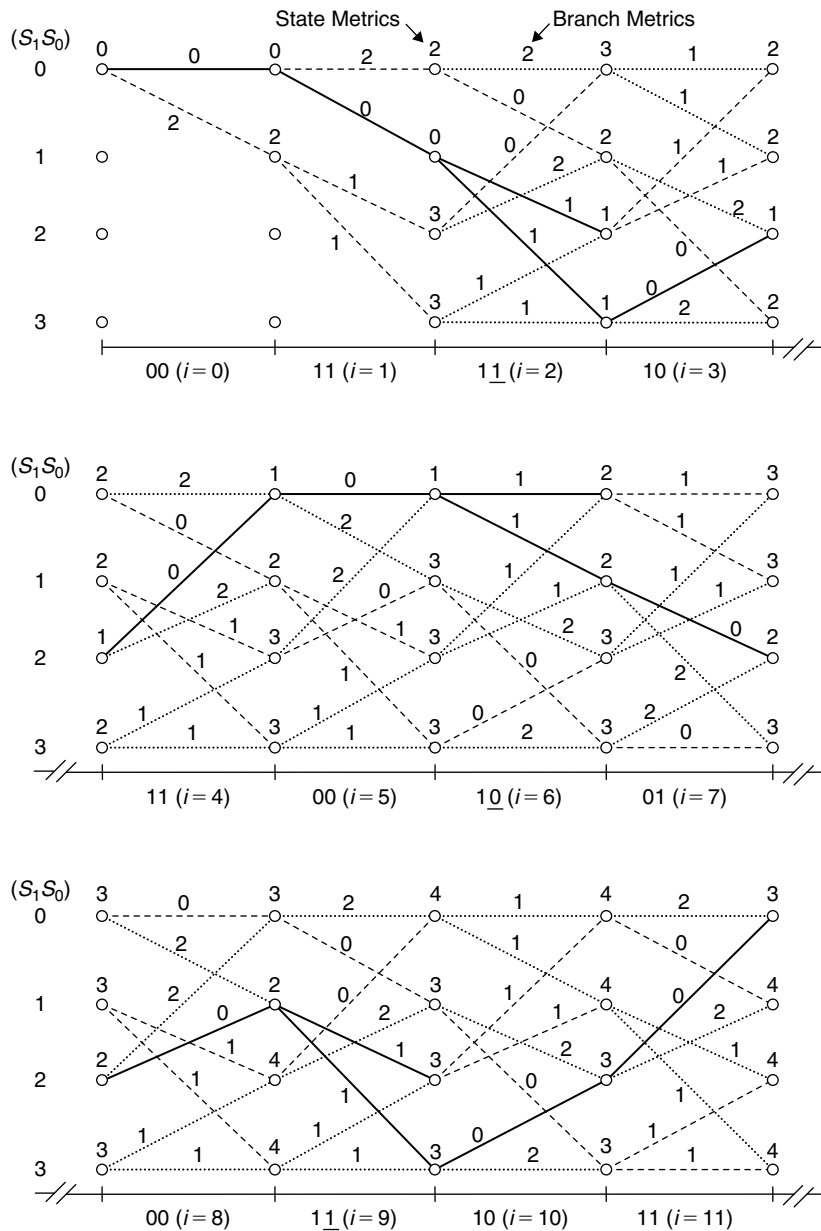 State Metrics Branch Metrics
(S₁S₀)
0 0 2 3 2
0 0 2 2 1
2 0 0 0 1
1 2 0 2 2
1 2 1 1
2 3 1 1
1 1 1 2 0
3 3 1 2
1 1 0 2
00 (i = 0) 11 (i = 1) 11 (i = 2) 10 (i = 3)
(S₁S₀)
2 1 1 2 3
0 2 0 1 1
0 2 1 1
1 2 2 3 2 3
0 2 2 0 1 1 1 1
2 1 3 3 3 2
1 1 1 1 2 0 0 2
3 2 3 3 3 3
1 1 1 1 0 2 2 0
11 (i = 4) 00 (i = 5) 10 (i = 6) 01 (i = 7)
(S₁S₀)
3 3 4 4 3
0 0 2 1 2
2 0 1 0
1 3 2 3 4 4
2 0 0 2 1 1 0 2
2 2 4 3 3 4
1 1 1 1 2 0 1 1
3 3 4 3 3 4
1 1 1 1 0 2 1 1
00 (i = 8) 11 (i = 9) 10 (i = 10) 11 (i = 11)